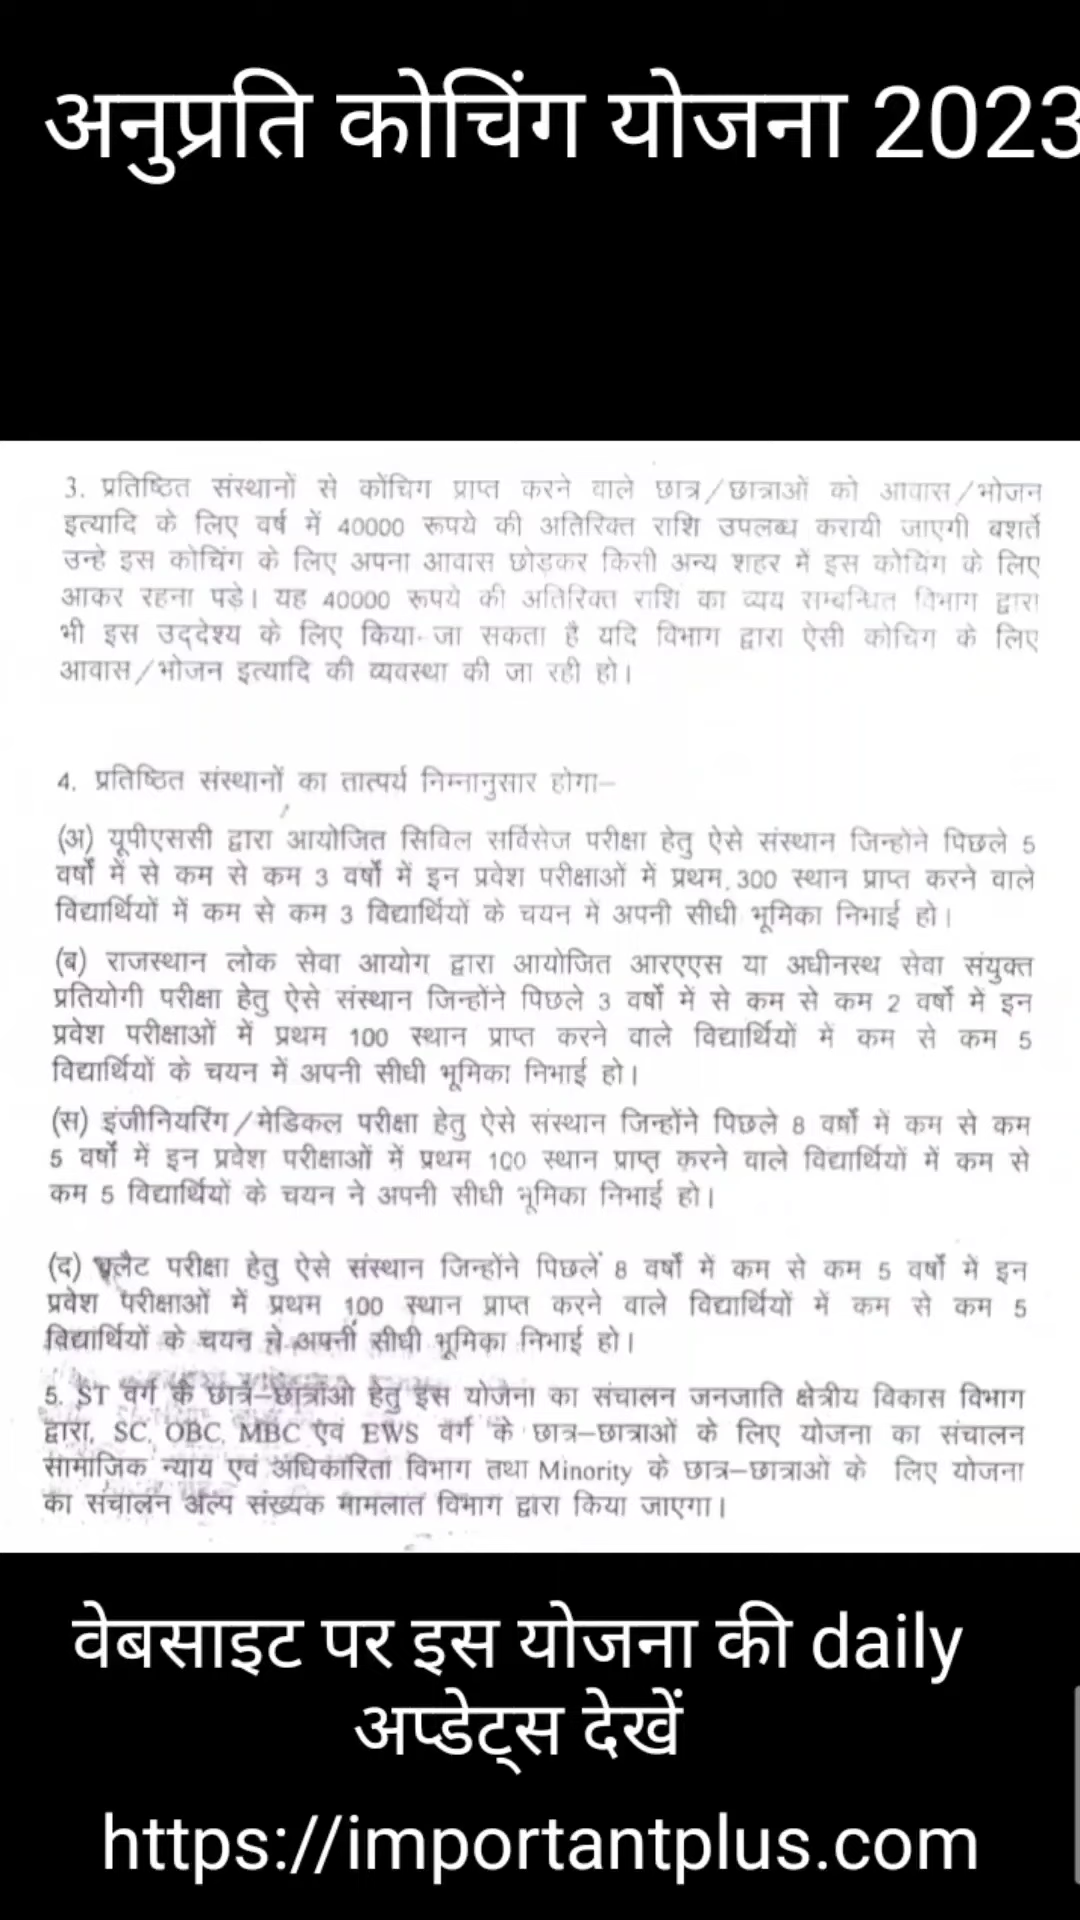 अनुप्रति कोचिंग योजना 2023
3. प्रतिष्ठित संस्थानों से कोंचिग प्राप्त करने वाले छात्र/छात्राओं को आवास/भोजन
इत्यादि के लिए वर्ष में 40000 रूपये की अतिरिक्त राशि उपलब्ध करायी जाएगी बशर्ते
उन्हे इस कोचिंग के लिए अपना आवास छोड़कर किसी अन्य शहर में इस कोचिंग के लिए
आकर रहना पड़े। यह 40000 रूपये की अतिरिक्त राशि का व्यय सम्बन्धित विभाग द्वारा
भी इस उद्देश्य के लिए किया जा सकता है यदि विभाग द्वारा ऐसी कोचिग के लिए
आवास/भोजन इत्यादि की व्यवस्था की जा रही हो।
4. प्रतिष्ठित संस्थानों का तात्पर्य निम्नानुसार होगा–
(अ) यूपीएससी द्वारा आयोजित सिविल सर्विसेज परीक्षा हेतु ऐसे संस्थान जिन्होंने पिछले 5
वर्षों में से कम से कम 3 वर्षों में इन प्रवेश परीक्षाओं में प्रथम 300 स्थान प्राप्त करने वाले
विद्यार्थियों में कम से कम 3 विद्यार्थियों के चयन में अपनी सीधी भूमिका निभाई हो।
(ब) राजस्थान लोक सेवा आयोग द्वारा आयोजित आरएएस या अधीनस्थ सेवा संयुक्त
प्रतियोगी परीक्षा हेतु ऐसे संस्थान जिन्होंने पिछले 3 वर्षो में से कम से कम 2 वर्षो में इन
प्रवेश परीक्षाओं में प्रथम 100 स्थान प्राप्त करने वाले विद्यार्थियों में कम से कम 5
विद्यार्थियों के चयन में अपनी सीधी भूमिका निभाई हो।
(स) इंजीनियरिंग/मेडिकल परीक्षा हेतु ऐसे संस्थान जिन्होंने पिछले 8 वर्षों में कम से कम
5 वर्षों में इन प्रवेश परीक्षाओं में प्रथम 100 स्थान प्राप्त करने वाले विद्यार्थियों में कम से
कम 5 विद्यार्थियों के चयन ने अपनी सीधी भूमिका निभाई हो।
(द) क्लैट परीक्षा हेतु ऐसे संस्थान जिन्होंने पिछले 8 वर्षों में कम से कम 5 वर्षों में इन
प्रवेश परीक्षाओं में प्रथम 100 स्थान प्राप्त करने वाले विद्यार्थियों में कम से कम 5
विद्यार्थियों के चयन ने अपनी सीधी भूमिका निभाई हो।
5. ST वर्ग के छात्र–छात्राओ हेतु इस योजना का संचालन जनजाति क्षेत्रीय विकास विभाग
द्वारा, SC, OBC, MBC एवं EWS वर्ग के छात्र–छात्राओं के लिए योजना का संचालन
सामाजिक न्याय एवं अधिकारिता विभाग तथा Minority के छात्र–छात्राओं के लिए योजना
का संचालन अल्प संख्यक मामलात विभाग द्वारा किया जाएगा।
वेबसाइट पर इस योजना की daily
अप्डेट्स देखें
https://importantplus.com